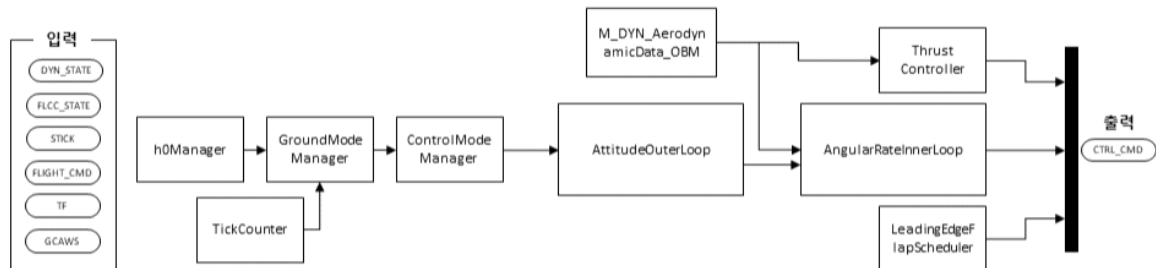 입력
DYN_STATE
FLCC_STATE
STICK
FLIGHT_CMD
TF
GCAWS
h0Manager
GroundMode
Manager
TickCounter
ControlMode
Manager
M_DYN_Aerodyn
amicData_OBM
AttitudeOuterLoop
Thrust
Controller
AngularRateInnerLoop
LeadingEdgeF
lapScheduler
출력
CTRL_CMD